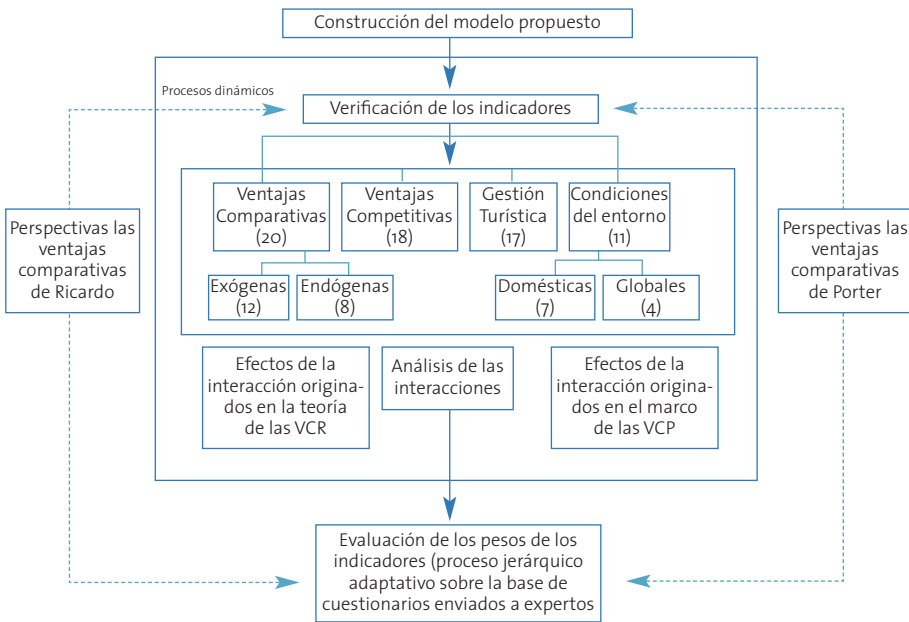 Construcción del modelo propuesto
Procesos dinámicos
Verificación de los indicadores
Ventajas
Comparativas
(20)
Ventajas
Competitivas
(18)
Gestión
Turística
(17)
Condiciones
del entorno
(11)
Exógenas
(12)
Endógenas
(8)
Domésticas
(7)
Globales
(4)
Perspectivas las
ventajas
comparativas
de Ricardo
Perspectivas las
ventajas
comparativas
de Porter
Efectos de la
interacción origina-
dos en la teoría
de las VCR
Análisis de las
interacciones
Efectos de la
interacción origina-
dos en el marco
de las VCP
Evaluación de los pesos de los
indicadores (proceso jerárquico
adaptativo sobre la base de
cuestionarios enviados a expertos